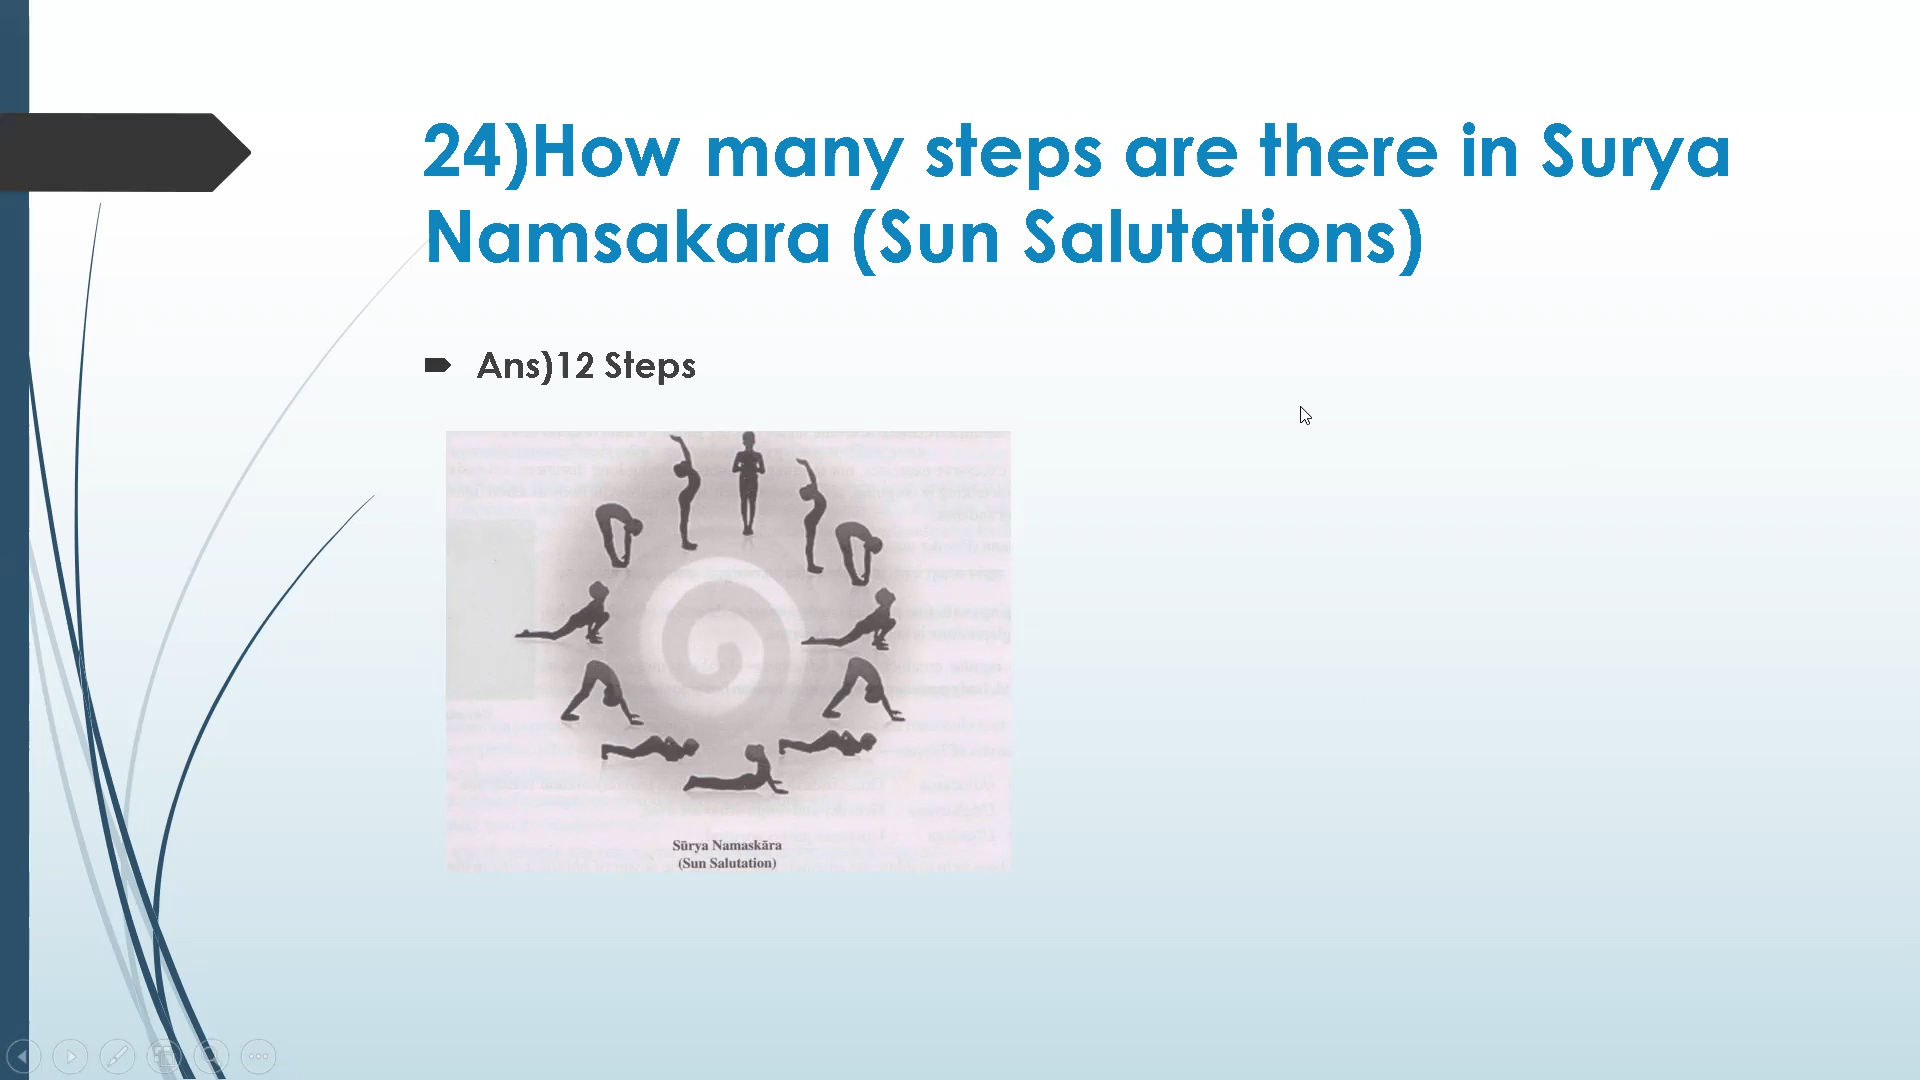 24)How many steps are there in Surya
Namsakara (Sun Salutations)
Ans)12 Steps
Sūrya Namaskāra
(Sun Salutation)